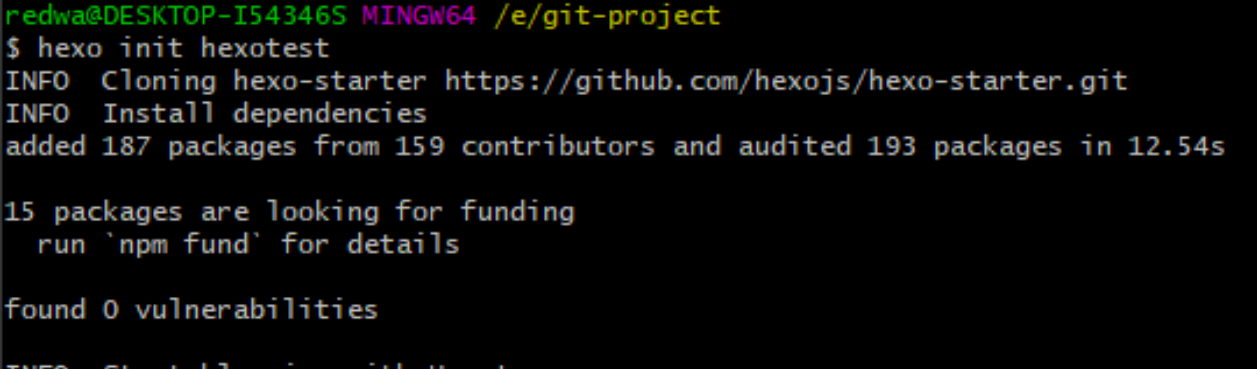 redwa@DESKTOP-I54346S MINGW64 /e/git-project
$ hexo init hexotest
INFO  Cloning hexo-starter https://github.com/hexojs/hexo-starter.git
INFO  Install dependencies
added 187 packages from 159 contributors and audited 193 packages in 12.54s
15 packages are looking for funding
  run `npm fund` for details
found 0 vulnerabilities